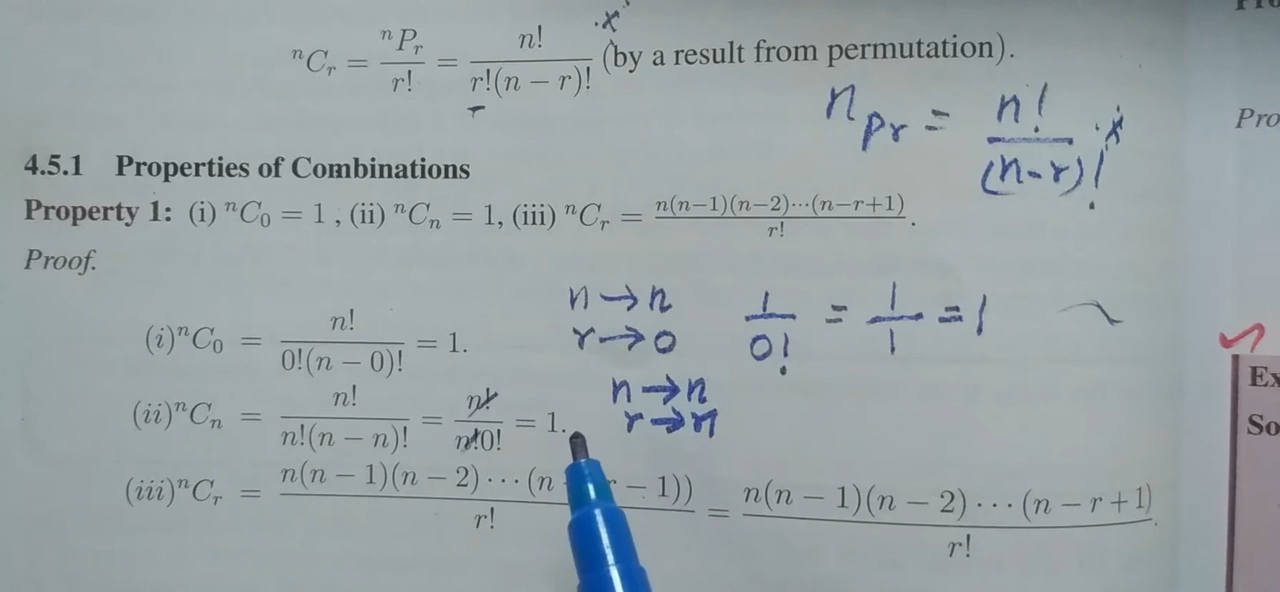 ⁿCᵣ = ⁿPᵣ / r! = n! / r!(n − r)! (by a result from permutation).
nPr = n! / (n-r)!
Pro
4.5.1 Properties of Combinations
Property 1: (i) ⁿC₀ = 1 , (ii) ⁿCₙ = 1, (iii) ⁿCᵣ = n(n−1)(n−2)⋯(n−r+1) / r! .
Proof.
n → n
r → 0
1 / 0! = 1 / 1 = 1
(i)ⁿC₀ = n! / 0!(n − 0)! = 1.
n → n
r → n
(ii)ⁿCₙ = n! / n!(n − n)! = n! / n!0! = 1.
(iii)ⁿCᵣ = n(n − 1)(n − 2) ⋯ (n − 1)) / r! = n(n − 1)(n − 2) ⋯ (n − r + 1) / r! .
Ex
So